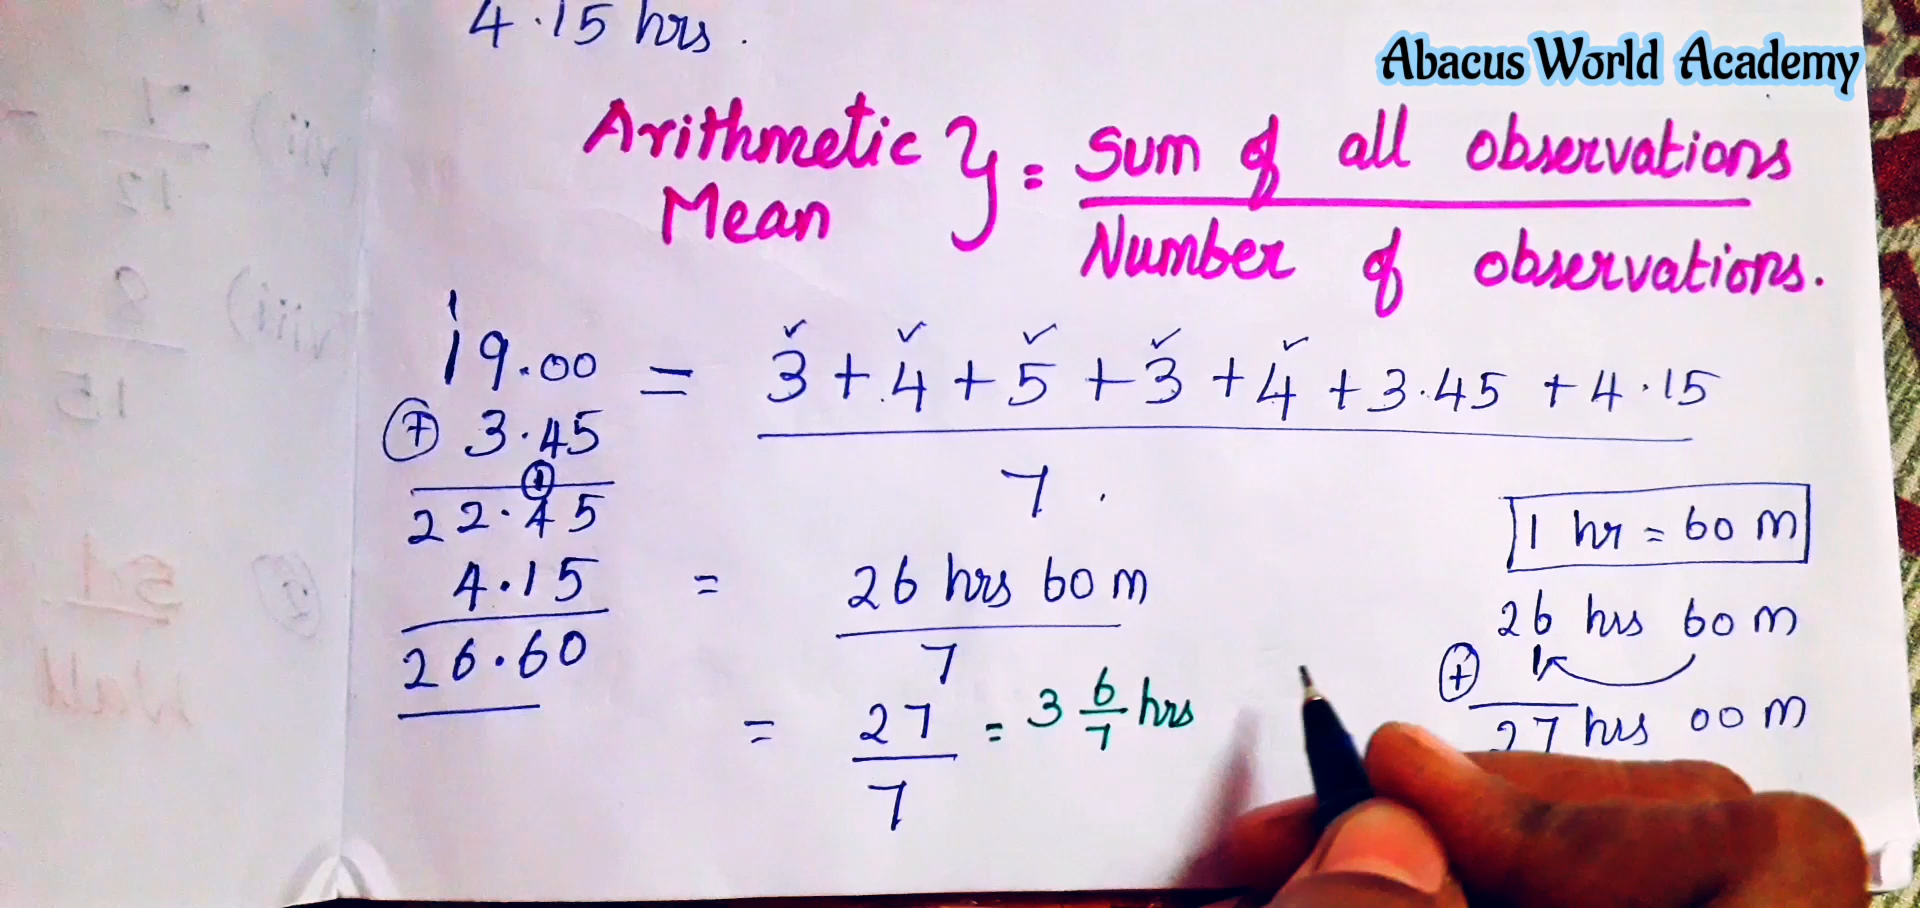 4.15 hrs.
Abacus World Academy
Arithmetic Mean } = Sum of all observations
Number of observations.
1
19.00
+ 3.45
1
22.45
4.15
26.60
= 3 + 4 + 5 + 3 + 4 + 3.45 + 4.15
7.
= 26 hrs 60 m
7
= 27 = 3 6/7 hrs
7
1 hr = 60 m
26 hrs 60 m
+ 1
27 hrs 00 m